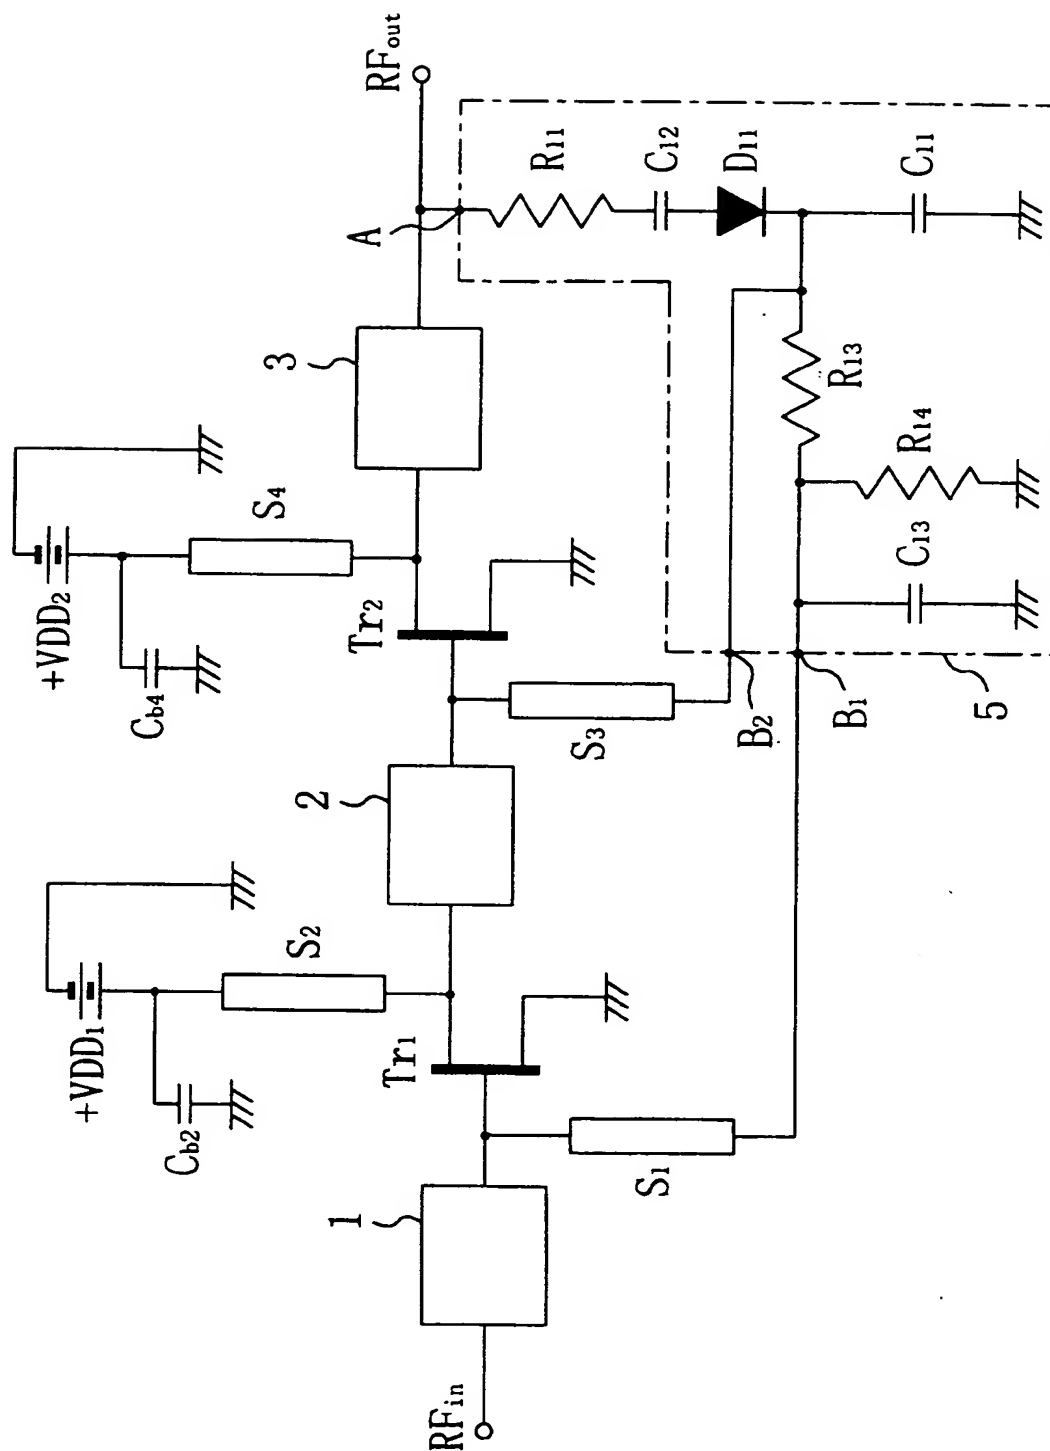 +VDD1
+VDD2
Cb2
Cb4
S2
S4
RFin
1
Tr1
2
Tr2
3
RFout
A
S1
S3
R11
C12
D11
C11
B2
B1
R13
R14
C13
5